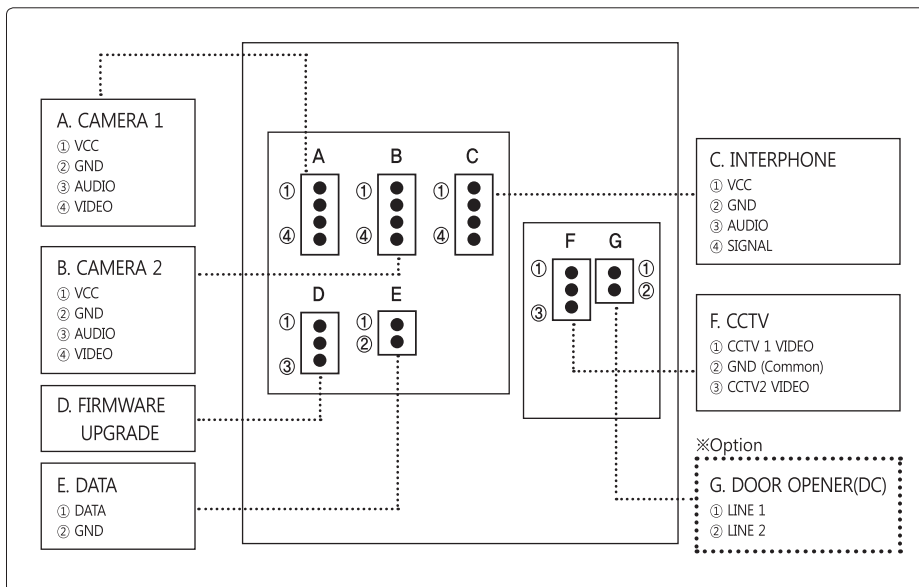 A. CAMERA 1
① VCC
② GND
③ AUDIO
④ VIDEO
B. CAMERA 2
① VCC
② GND
③ AUDIO
④ VIDEO
D. FIRMWARE
UPGRADE
E. DATA
① DATA
② GND
A B C
① ① ①
④ ④ ④
D E
① ①
②
③
F G
① ①
②
③
C. INTERPHONE
① VCC
② GND
③ AUDIO
④ SIGNAL
F. CCTV
① CCTV 1 VIDEO
② GND (Common)
③ CCTV2 VIDEO
※Option
G. DOOR OPENER(DC)
① LINE 1
② LINE 2